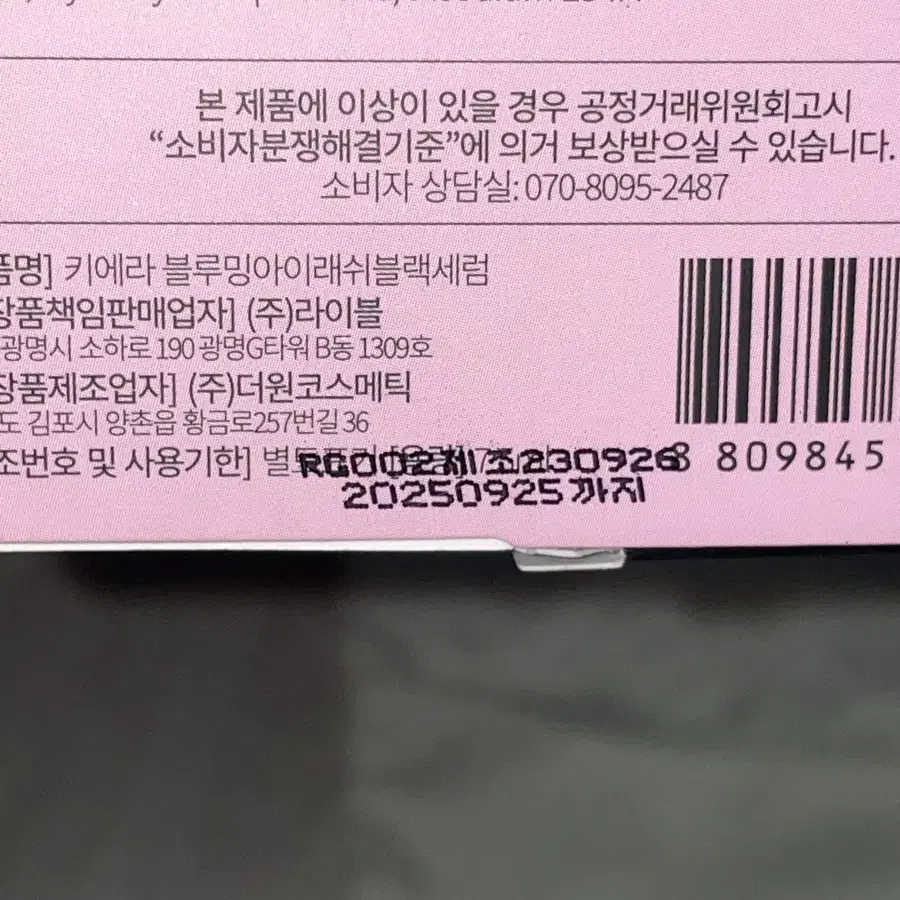 본 제품에 이상이 있을 경우 공정거래위원회고시
“소비자분쟁해결기준”에 의거 보상받으실 수 있습니다.
소비자 상담실: 070-8095-2487
품명] 키에라 블루밍아이래쉬블랙세럼
장품책임판매업자] (주)라이블
광명시 소하로 190 광명G타워 B동 1309호
장품제조업자] (주)더원코스메틱
도 김포시 양촌읍 황금로257번길 36
조번호 및 사용기한]
RG002제조230926
20250925까지
8 809845